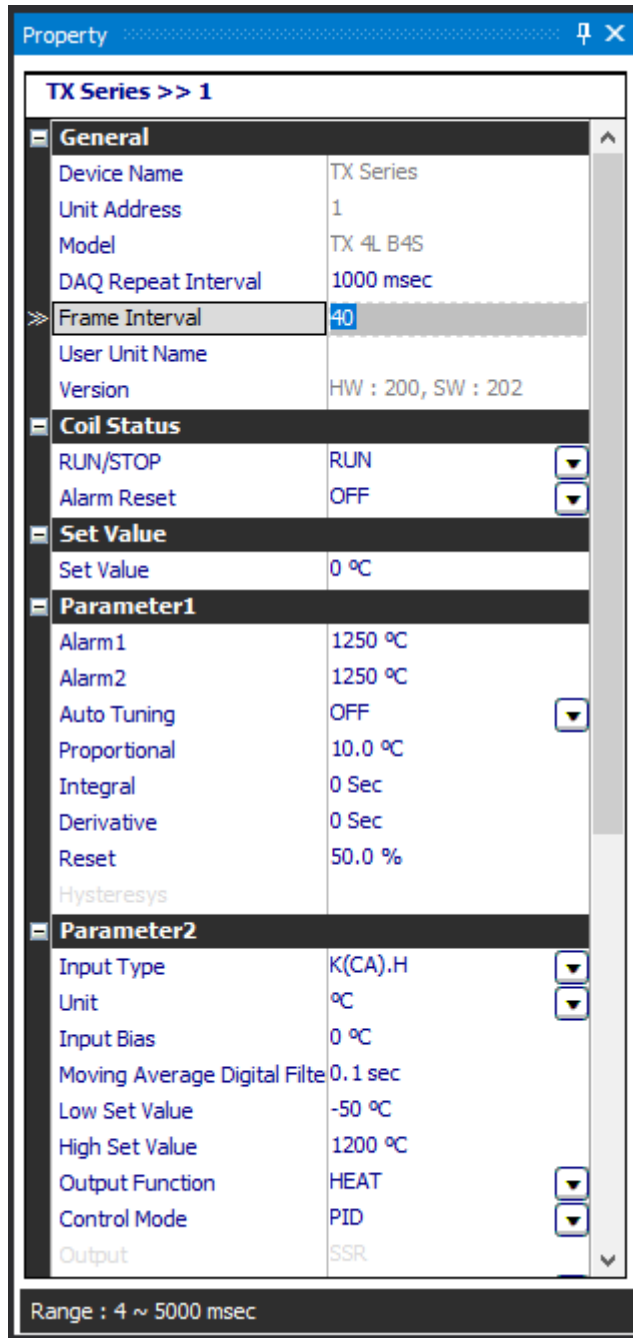 Property
TX Series >> 1
General
Device Name TX Series
Unit Address 1
Model TX 4L B4S
DAQ Repeat Interval 1000 msec
Frame Interval 40
User Unit Name
Version HW : 200, SW : 202
Coil Status
RUN/STOP RUN
Alarm Reset OFF
Set Value
Set Value 0 ºC
Parameter1
Alarm1 1250 ºC
Alarm2 1250 ºC
Auto Tuning OFF
Proportional 10.0 ºC
Integral 0 Sec
Derivative 0 Sec
Reset 50.0 %
Hysteresys
Parameter2
Input Type K(CA).H
Unit ºC
Input Bias 0 ºC
Moving Average Digital Filte 0.1 sec
Low Set Value -50 ºC
High Set Value 1200 ºC
Output Function HEAT
Control Mode PID
Output SSR
Range : 4 ~ 5000 msec